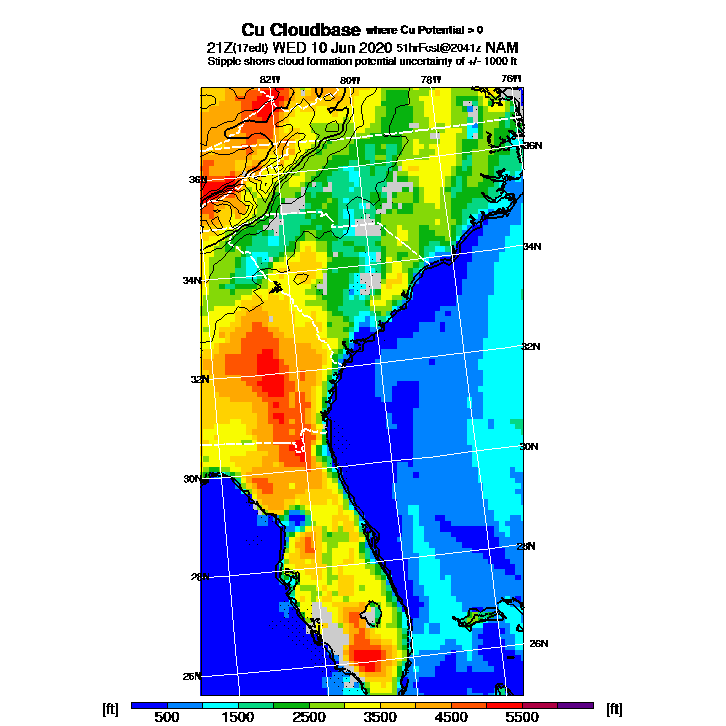 Cu Cloudbase where Cu Potential > 0
21Z(17edt) WED 10 Jun 2020 51hrFcst@2041z NAM
Stipple shows cloud formation potential uncertainty of +/- 1000 ft
82W 80W 78W 76W
36N
36N
34N
34N
32N
32N
30N
30N
28N
28N
26N
26N
[ft] 500 1500 2500 3500 4500 5500 [ft]